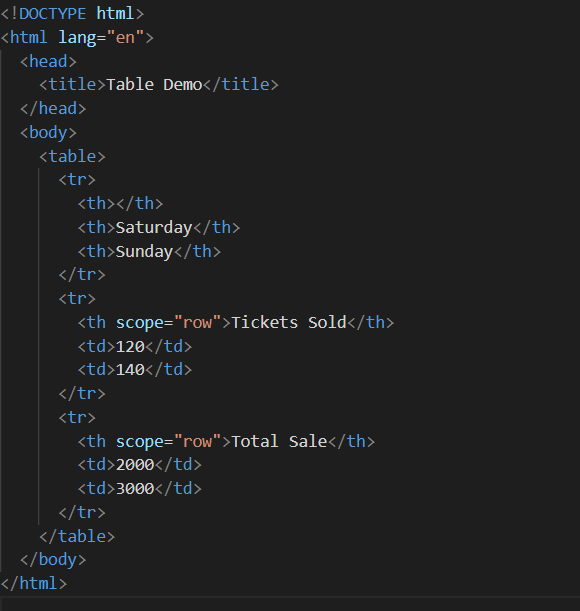 <!DOCTYPE html>
<html lang="en">
  <head>
    <title>Table Demo</title>
  </head>
  <body>
    <table>
      <tr>
        <th></th>
        <th>Saturday</th>
        <th>Sunday</th>
      </tr>
      <tr>
        <th scope="row">Tickets Sold</th>
        <td>120</td>
        <td>140</td>
      </tr>
      <tr>
        <th scope="row">Total Sale</th>
        <td>2000</td>
        <td>3000</td>
      </tr>
    </table>
  </body>
</html>